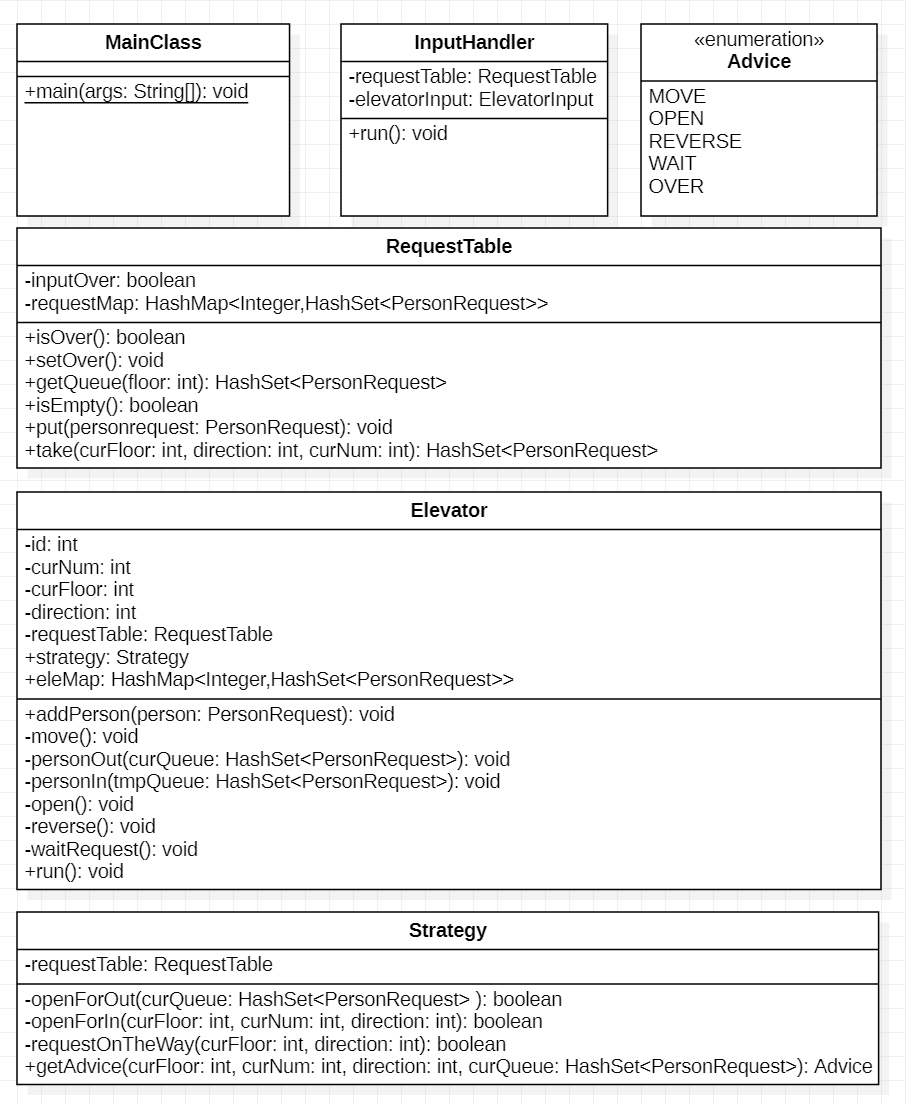 MainClass
+main(args: String[]): void
InputHandler
-requestTable: RequestTable
-elevatorInput: ElevatorInput
+run(): void
«enumeration»
Advice
MOVE
OPEN
REVERSE
WAIT
OVER
RequestTable
-inputOver: boolean
-requestMap: HashMap<Integer,HashSet<PersonRequest>>
+isOver(): boolean
+setOver(): void
+getQueue(floor: int): HashSet<PersonRequest>
+isEmpty(): boolean
+put(personrequest: PersonRequest): void
+take(curFloor: int, direction: int, curNum: int): HashSet<PersonRequest>
Elevator
-id: int
-curNum: int
-curFloor: int
-direction: int
-requestTable: RequestTable
+strategy: Strategy
+eleMap: HashMap<Integer,HashSet<PersonRequest>>
+addPerson(person: PersonRequest): void
-move(): void
-personOut(curQueue: HashSet<PersonRequest>): void
-personIn(tmpQueue: HashSet<PersonRequest>): void
-open(): void
-reverse(): void
-waitRequest(): void
+run(): void
Strategy
-requestTable: RequestTable
-openForOut(curQueue: HashSet<PersonRequest> ): boolean
-openForIn(curFloor: int, curNum: int, direction: int): boolean
-requestOnTheWay(curFloor: int, direction: int): boolean
+getAdvice(curFloor: int, curNum: int, direction: int, curQueue: HashSet<PersonRequest>): Advice